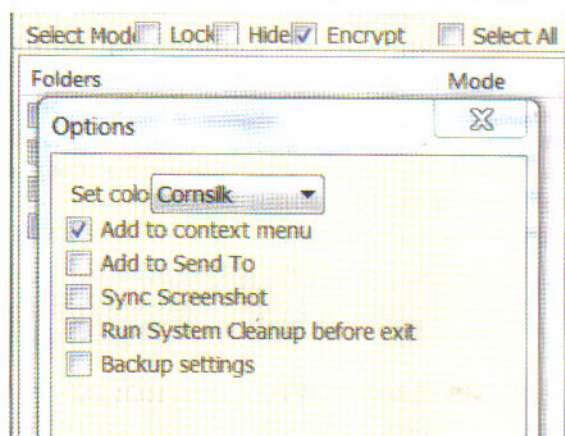 Select Mod Lock Hide Encrypt Select All
Folders Mode
Options
Set colo Cornsilk
Add to context menu
Add to Send To
Sync Screenshot
Run System Cleanup before exit
Backup settings